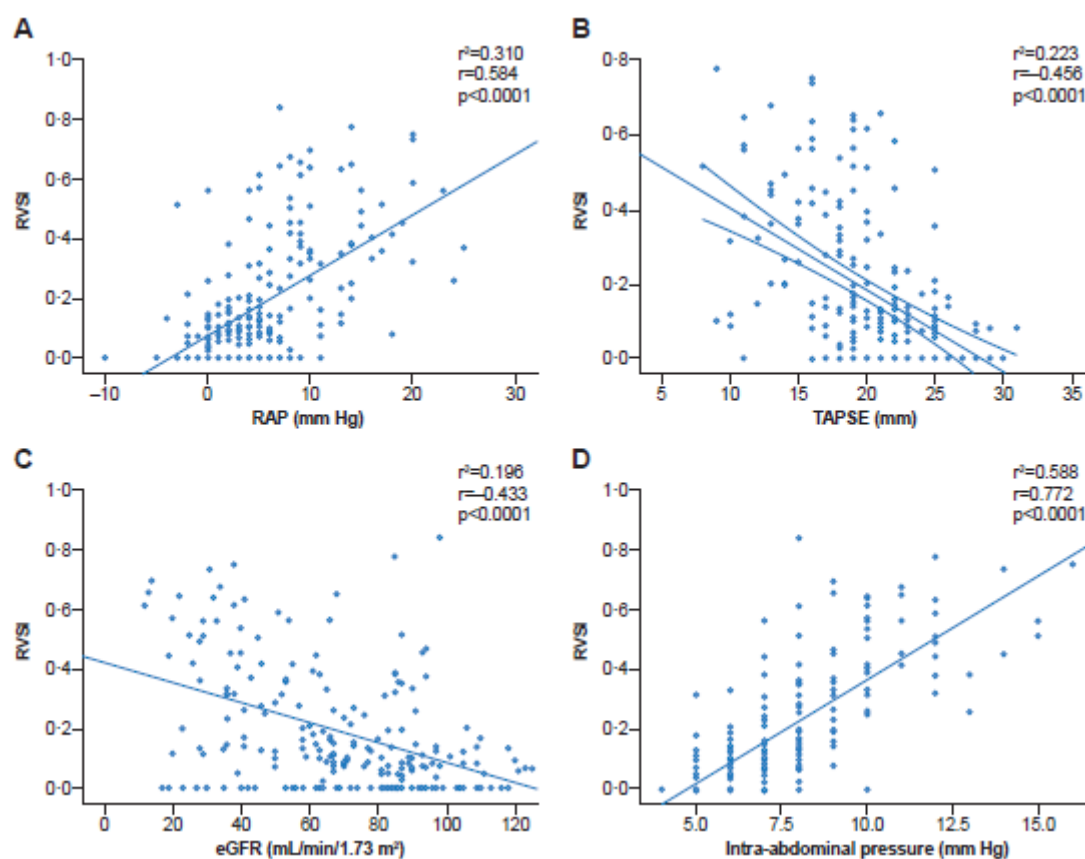 A
r²=0.310
r=0.584
p<0.0001
1·0
0·8
0·6
0·4
0·2
0·0
RVSI
–10
0
10
20
30
RAP (mm Hg)
B
r²=0.223
r=–0.456
p<0.0001
0·8
0·6
0·4
0·2
0·0
RVSI
5
10
15
20
25
30
35
TAPSE (mm)
C
r²=0.196
r=–0.433
p<0.0001
1·0
0·8
0·6
0·4
0·2
0·0
RVSI
0
20
40
60
80
100
120
eGFR (mL/min/1.73 m²)
D
r²=0.588
r=0.772
p<0.0001
1·0
0·8
0·6
0·4
0·2
0·0
RVSI
5.0
7.5
10.0
12.5
15.0
Intra-abdominal pressure (mm Hg)